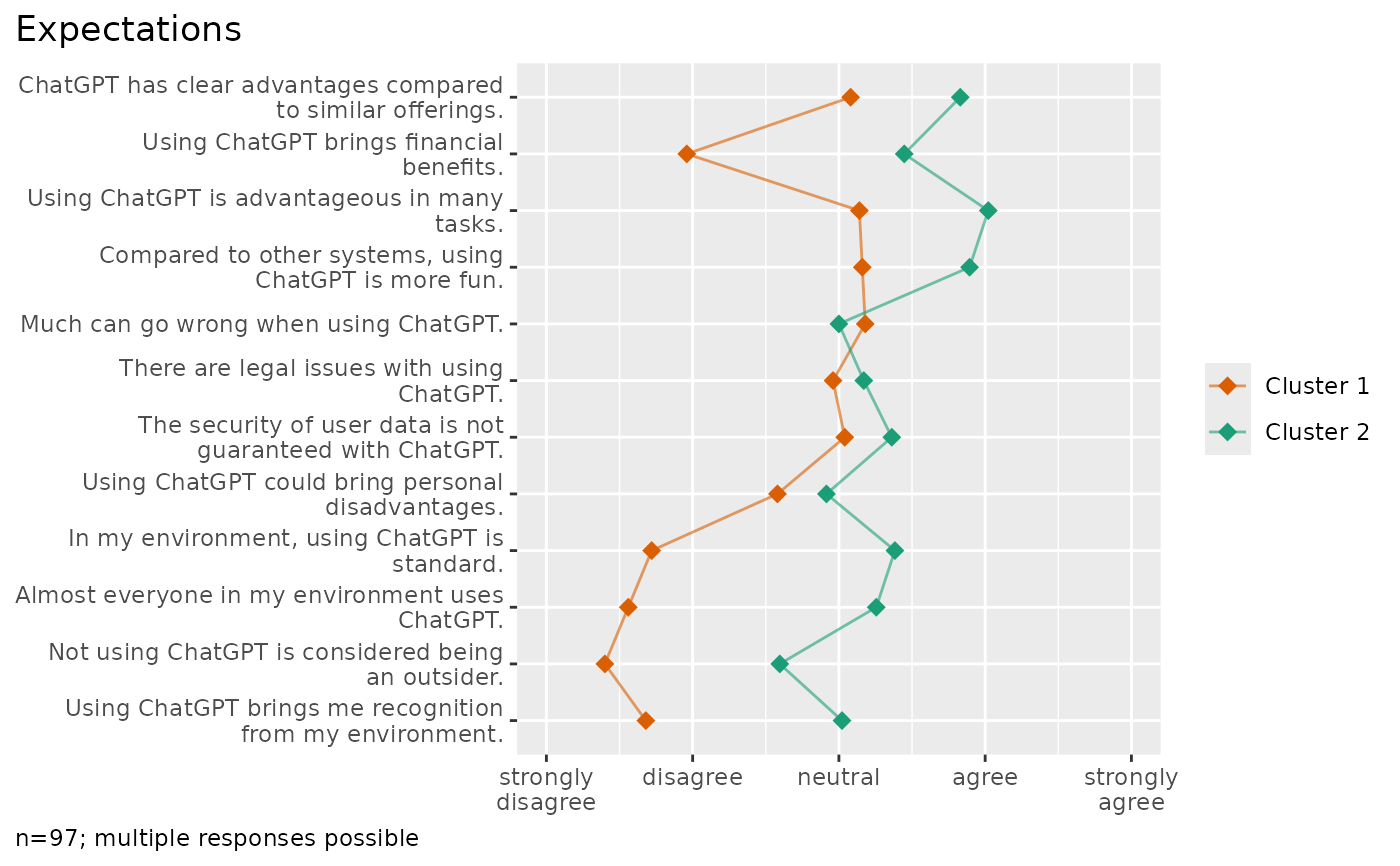 Expectations
ChatGPT has clear advantages compared
to similar offerings.
Using ChatGPT brings financial
benefits.
Using ChatGPT is advantageous in many
tasks.
Compared to other systems, using
ChatGPT is more fun.
Much can go wrong when using ChatGPT.
There are legal issues with using
ChatGPT.
The security of user data is not
guaranteed with ChatGPT.
Using ChatGPT could bring personal
disadvantages.
In my environment, using ChatGPT is
standard.
Almost everyone in my environment uses
ChatGPT.
Not using ChatGPT is considered being
an outsider.
Using ChatGPT brings me recognition
from my environment.
strongly
disagree
disagree
neutral
agree
strongly
agree
Cluster 1
Cluster 2
n=97; multiple responses possible